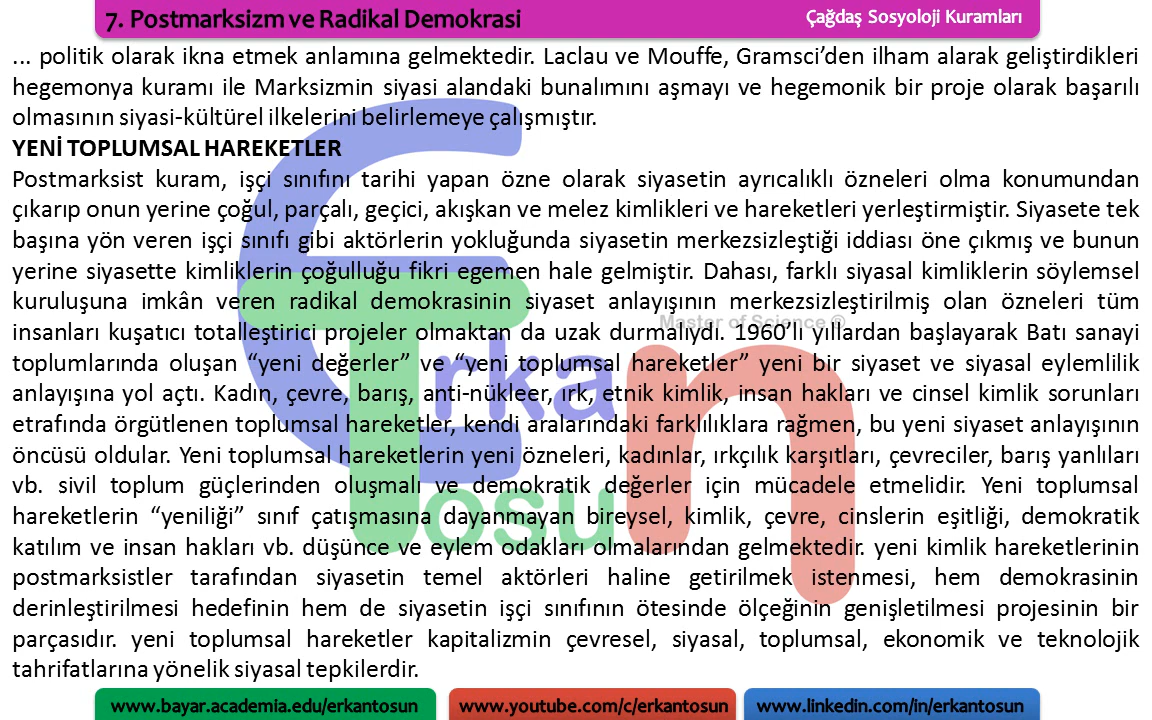 7. Postmarksizm ve Radikal Demokrasi
Çağdaş Sosyoloji Kuramları
... politik olarak ikna etmek anlamına gelmektedir. Laclau ve Mouffe, Gramsci’den ilham alarak geliştirdikleri
hegemonya kuramı ile Marksizmin siyasi alandaki bunalımını aşmayı ve hegemonik bir proje olarak başarılı
olmasının siyasi-kültürel ilkelerini belirlemeye çalışmıştır.
YENİ TOPLUMSAL HAREKETLER
Postmarksist kuram, işçi sınıfını tarihi yapan özne olarak siyasetin ayrıcalıklı özneleri olma konumundan
çıkarıp onun yerine çoğul, parçalı, geçici, akışkan ve melez kimlikleri ve hareketleri yerleştirmiştir. Siyasete tek
başına yön veren işçi sınıfı gibi aktörlerin yokluğunda siyasetin merkezsizleştiği iddiası öne çıkmış ve bunun
yerine siyasette kimliklerin çoğulluğu fikri egemen hale gelmiştir. Dahası, farklı siyasal kimliklerin söylemsel
kuruluşuna imkân veren radikal demokrasinin siyaset anlayışının merkezsizleştirilmiş olan özneleri tüm
insanları kuşatıcı totalleştirici projeler olmaktan da uzak durmalıydı. 1960’lı yıllardan başlayarak Batı sanayi
toplumlarında oluşan “yeni değerler” ve “yeni toplumsal hareketler” yeni bir siyaset ve siyasal eylemlilik
anlayışına yol açtı. Kadın, çevre, barış, anti-nükleer, ırk, etnik kimlik, insan hakları ve cinsel kimlik sorunları
etrafında örgütlenen toplumsal hareketler, kendi aralarındaki farklılıklara rağmen, bu yeni siyaset anlayışının
öncüsü oldular. Yeni toplumsal hareketlerin yeni özneleri, kadınlar, ırkçılık karşıtları, çevreciler, barış yanlıları
vb. sivil toplum güçlerinden oluşmalı ve demokratik değerler için mücadele etmelidir. Yeni toplumsal
hareketlerin “yeniliği” sınıf çatışmasına dayanmayan bireysel, kimlik, çevre, cinslerin eşitliği, demokratik
katılım ve insan hakları vb. düşünce ve eylem odakları olmalarından gelmektedir. yeni kimlik hareketlerinin
postmarksistler tarafından siyasetin temel aktörleri haline getirilmek istenmesi, hem demokrasinin
derinleştirilmesi hedefinin hem de siyasetin işçi sınıfının ötesinde ölçeğinin genişletilmesi projesinin bir
parçasıdır. yeni toplumsal hareketler kapitalizmin çevresel, siyasal, toplumsal, ekonomik ve teknolojik
tahrifatlarına yönelik siyasal tepkilerdir.
Master of Science ®
Erkan
Tosun
www.bayar.academia.edu/erkantosun
www.youtube.com/c/erkantosun
www.linkedin.com/in/erkantosun